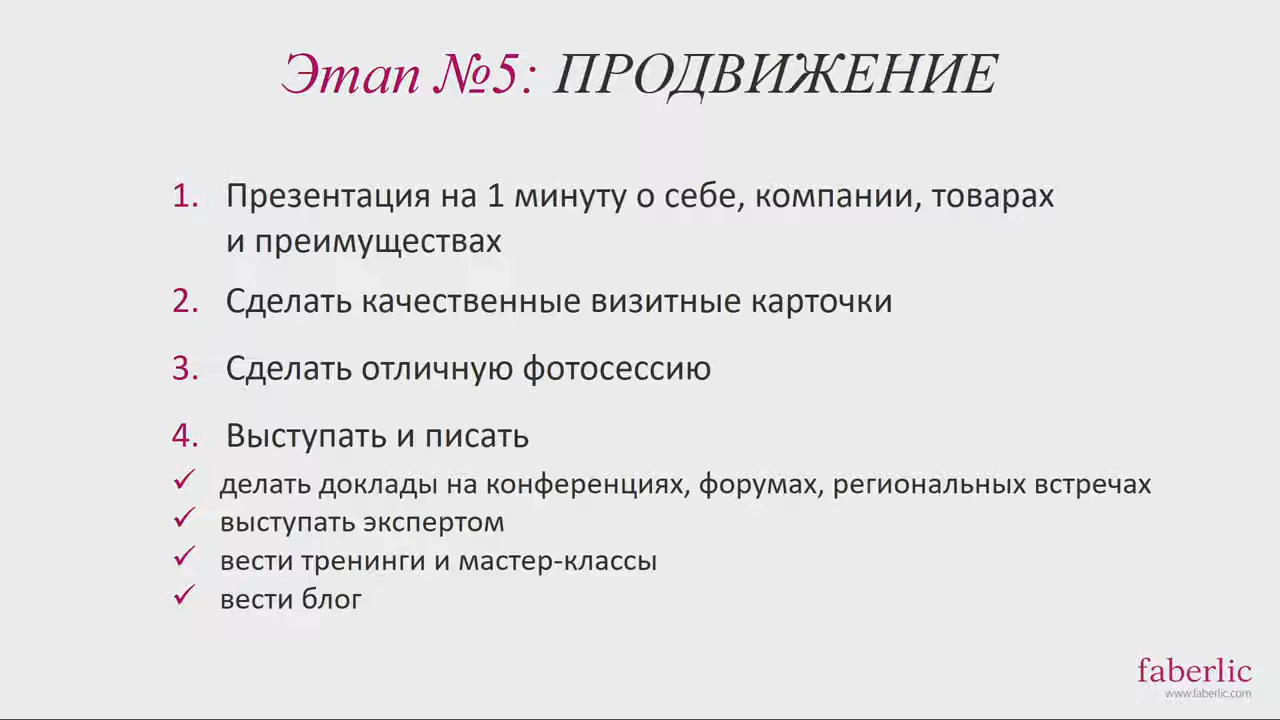 Этап №5: ПРОДВИЖЕНИЕ
1. Презентация на 1 минуту о себе, компании, товарах
и преимуществах
2. Сделать качественные визитные карточки
3. Сделать отличную фотосессию
4. Выступать и писать
✓ делать доклады на конференциях, форумах, региональных встречах
✓ выступать экспертом
✓ вести тренинги и мастер-классы
✓ вести блог
faberlic
www.faberlic.com